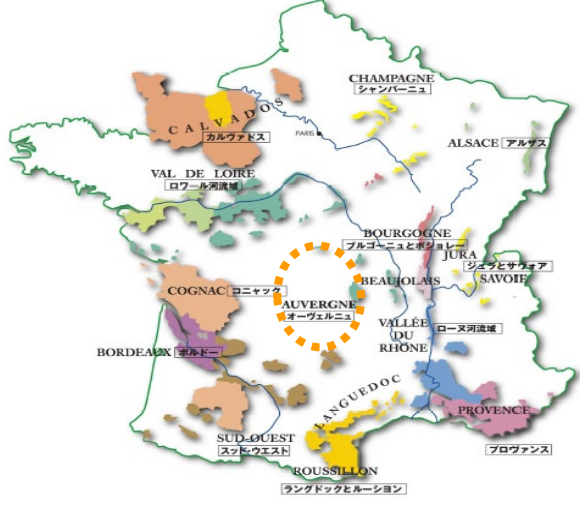 CHAMPAGNE
シャンパーニュ
CALVADOS
カルヴァドス
PARIS
ALSACE アルザス
VAL DE LOIRE
ロワール河流域
BOURGOGNE
ブルゴーニュとボジョレー
JURA
ジュラとサヴォア
SAVOIE
COGNAC コニャック
BEAUJOLAIS
AUVERGNE
オーヴェルニュ
VALLÉE
DU
RHÔNE
ローヌ河流域
BORDEAUX ボルドー
LANGUEDOC
PROVENCE
プロヴァンス
SUD-OUEST
スッド・ウエスト
ROUSSILLON
ラングドックとルーション